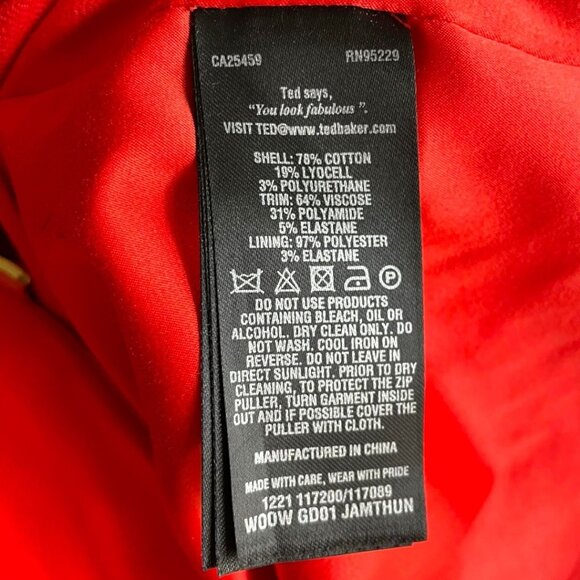 CA25459 RN95229
Ted says,
"You look fabulous".
VISIT TED@www.tedbaker.com
SHELL: 78% COTTON
19% LYOCELL
3% POLYURETHANE
TRIM: 64% VISCOSE
31% POLYAMIDE
5% ELASTANE
LINING: 97% POLYESTER
3% ELASTANE
P
DO NOT USE PRODUCTS
CONTAINING BLEACH, OIL OR
ALCOHOL. DRY CLEAN ONLY. DO
NOT WASH. COOL IRON ON
REVERSE. DO NOT LEAVE IN
DIRECT SUNLIGHT. PRIOR TO DRY
CLEANING, TO PROTECT THE ZIP
PULLER, TURN GARMENT INSIDE
OUT AND IF POSSIBLE COVER THE
PULLER WITH CLOTH.
MANUFACTURED IN CHINA
MADE WITH CARE, WEAR WITH PRIDE
1221 117200/117089
WOOW GD01 JAMTHUN